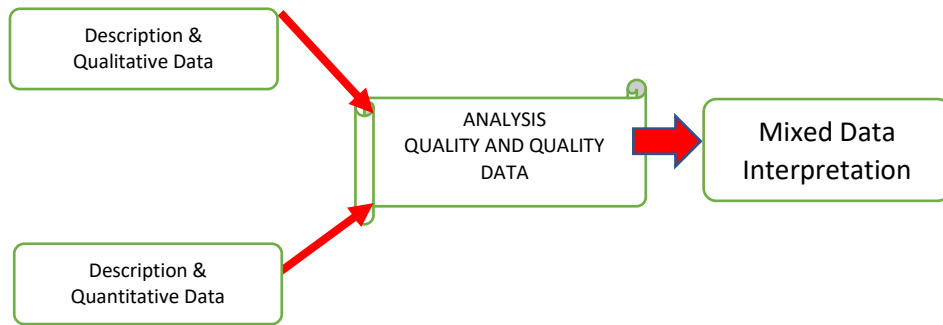 Description &
Qualitative Data
ANALYSIS
QUALITY AND QUALITY
DATA
Mixed Data
Interpretation
Description &
Quantitative Data